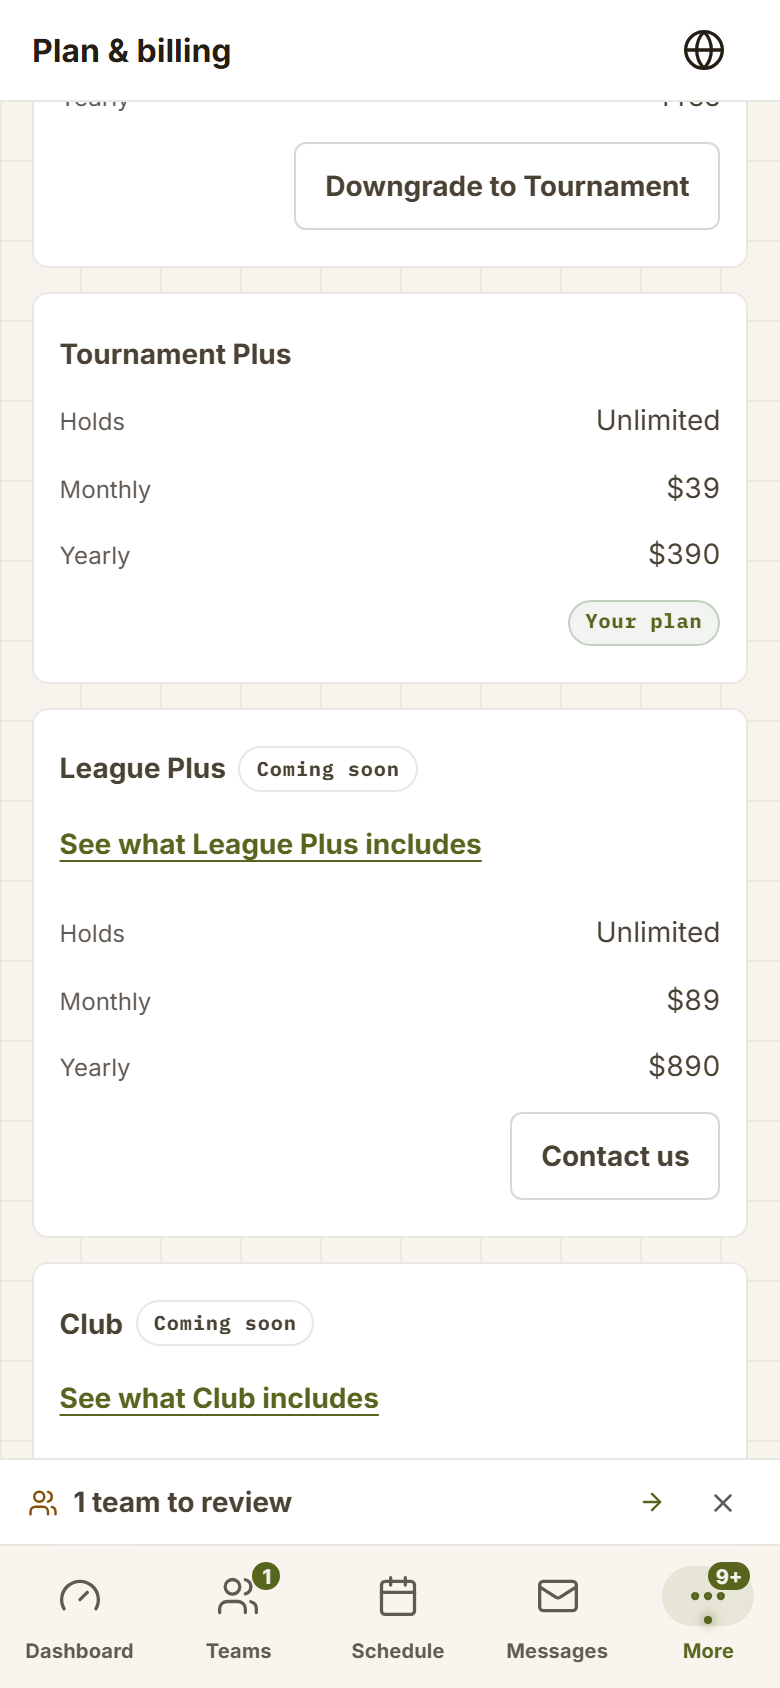 Plan & billing
Yearly
Downgrade to Tournament
Tournament Plus
Holds Unlimited
Monthly $39
Yearly $390
Your plan
League Plus Coming soon
See what League Plus includes
Holds Unlimited
Monthly $89
Yearly $890
Contact us
Club Coming soon
See what Club includes
1 team to review
1
9+
Dashboard Teams Schedule Messages More